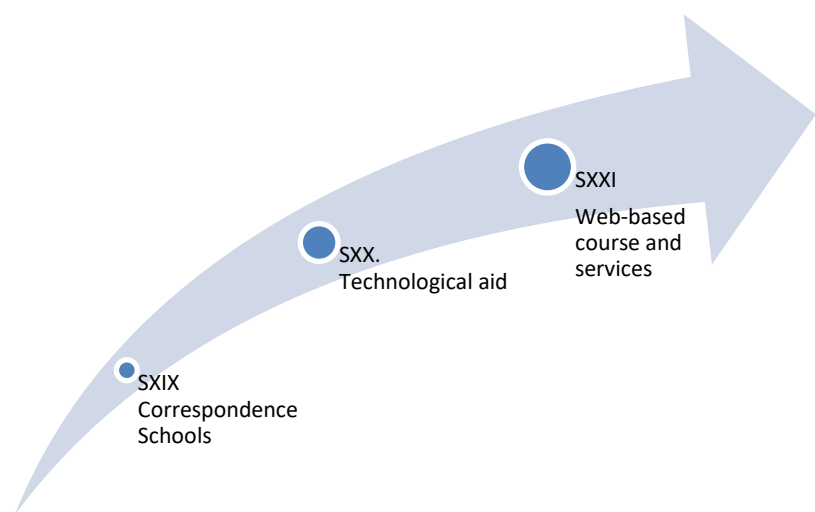 SXIX
Correspondence
Schools
SXX.
Technological aid
SXXI
Web-based
course and
services